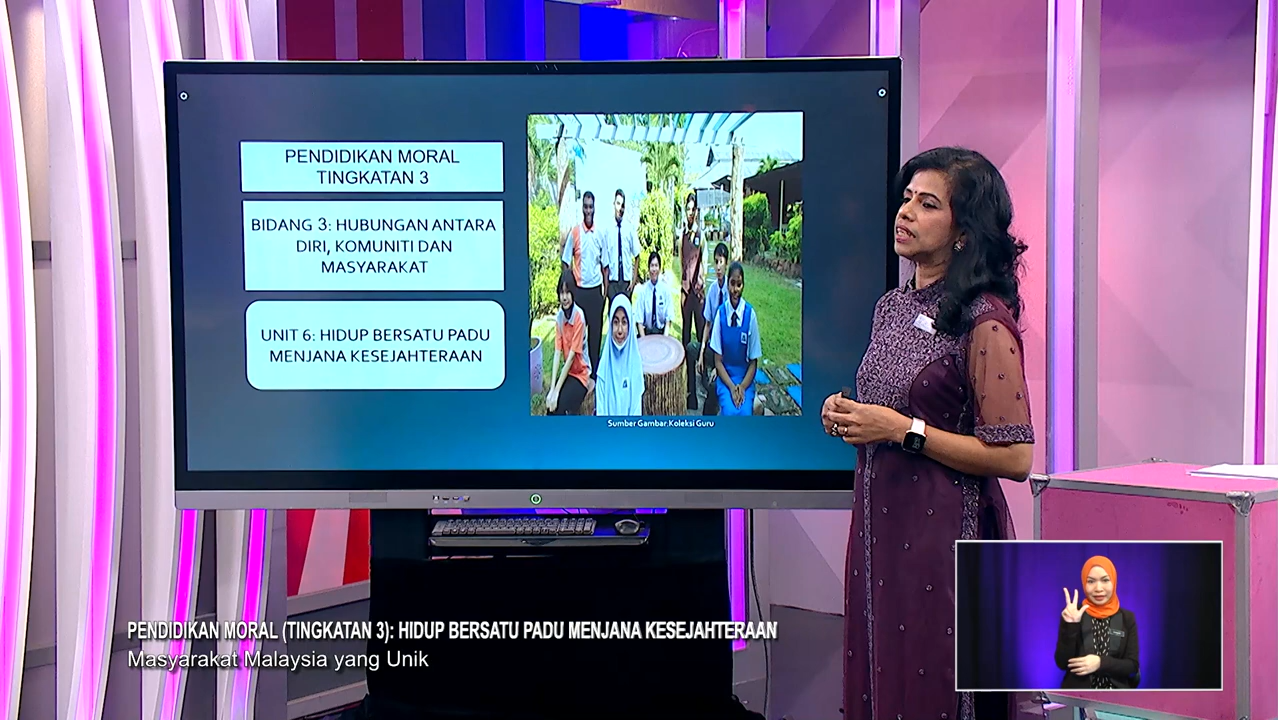 PENDIDIKAN MORAL
TINGKATAN 3
BIDANG 3: HUBUNGAN ANTARA
DIRI, KOMUNITI DAN
MASYARAKAT
UNIT 6: HIDUP BERSATU PADU
MENJANA KESEJAHTERAAN
Sumber Gambar:Koleksi Guru
PENDIDIKAN MORAL (TINGKATAN 3): HIDUP BERSATU PADU MENJANA KESEJAHTERAAN
Masyarakat Malaysia yang Unik